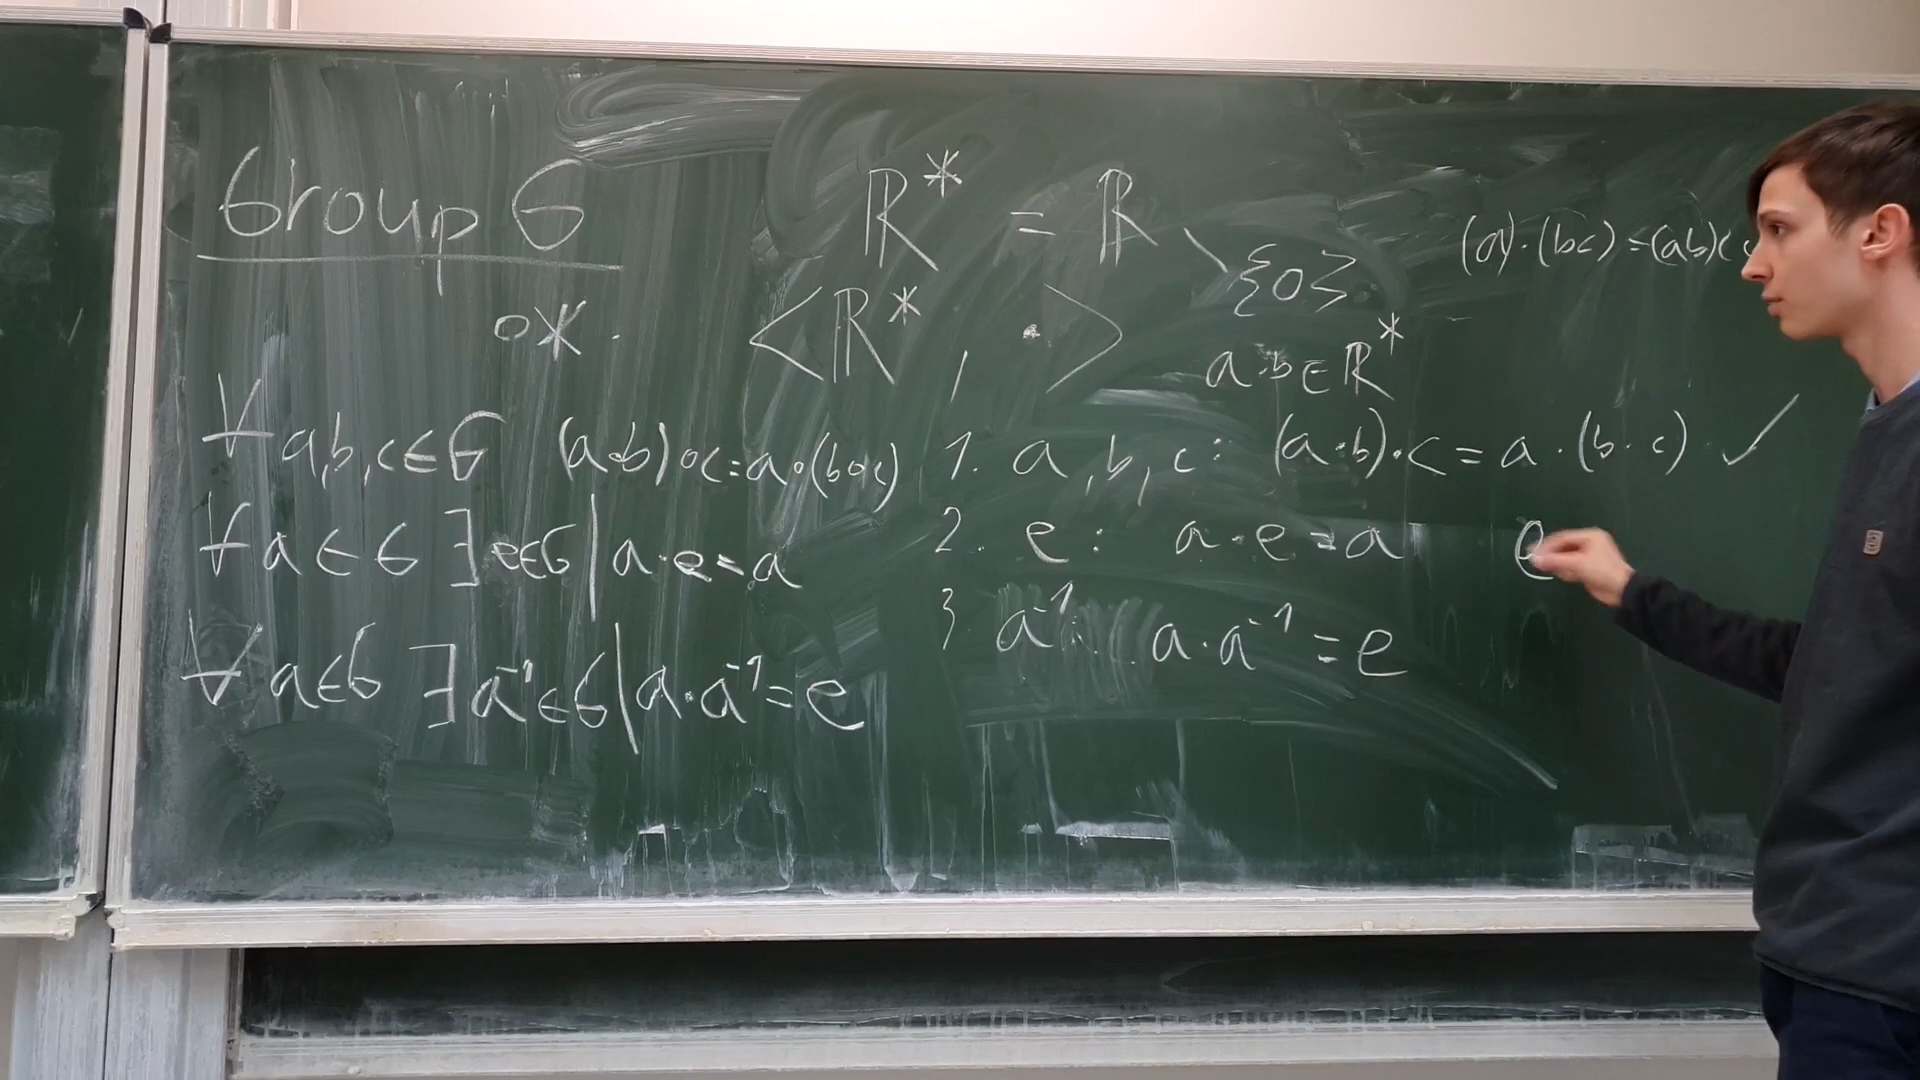 Group G
∘ * ·
∀ a,b,c∈G (a∘b)∘c=a∘(b∘c)
∀ a∈G ∃ e∈G | a·e=a
∀ a∈G ∃ a⁻¹∈G | a·a⁻¹=e
ℝ* = ℝ \ {0}
<ℝ*, ·>
a·b∈ℝ*
1. a,b,c: (a·b)·c=a·(b·c) ✓
2. e: a·e=a e
3. a⁻¹: a·a⁻¹=e
(a)·(bc)=(ab)(c